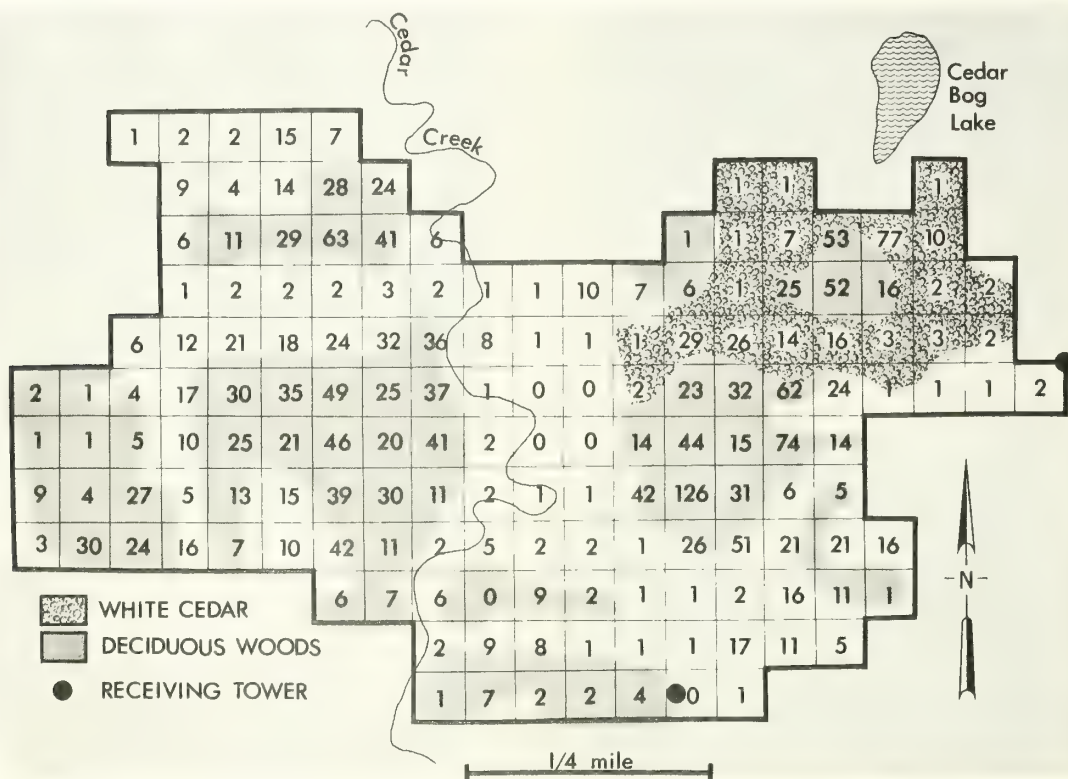 Cedar
Creek
Cedar
Bog
Lake
1 2 2 15 7
9 4 14 28 24 1 1 1
6 11 29 63 41 6 1 1 7 53 77 10
1 2 2 2 3 2 1 1 10 7 6 1 25 52 16 2 2
6 12 21 18 24 32 36 8 1 1 1 29 26 14 16 3 3 2
2 1 4 17 30 35 49 25 37 1 0 0 2 23 32 62 24 1 1 1 2
1 1 5 10 25 21 46 20 41 2 0 0 14 44 15 74 14
9 4 27 5 13 15 39 30 11 2 1 1 42 126 31 6 5
3 30 24 16 7 10 42 11 2 5 2 2 1 26 51 21 21 16
6 7 6 0 9 2 1 1 2 16 11 1
2 9 8 1 1 1 17 11 5
1 7 2 2 4 0 1
WHITE CEDAR
DECIDUOUS WOODS
RECEIVING TOWER
N
1/4 mile